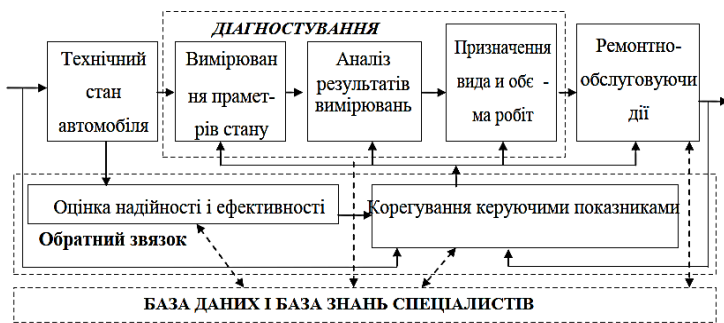 ДІАГНОСТУВАННЯ
Технічний
стан
автомобіля
Вимірюван
ня прамет-
рів стану
Аналіз
результатів
вимірювань
Призначення
вида и обє -
ма робіт
Ремонтно-
обслуговуючи
дії
Оцінка надійності і ефективності
Корегування керуючими показниками
Обратний звязок
БАЗА ДАНИХ І БАЗА ЗНАНЬ СПЕЦІАЛИСТІВ